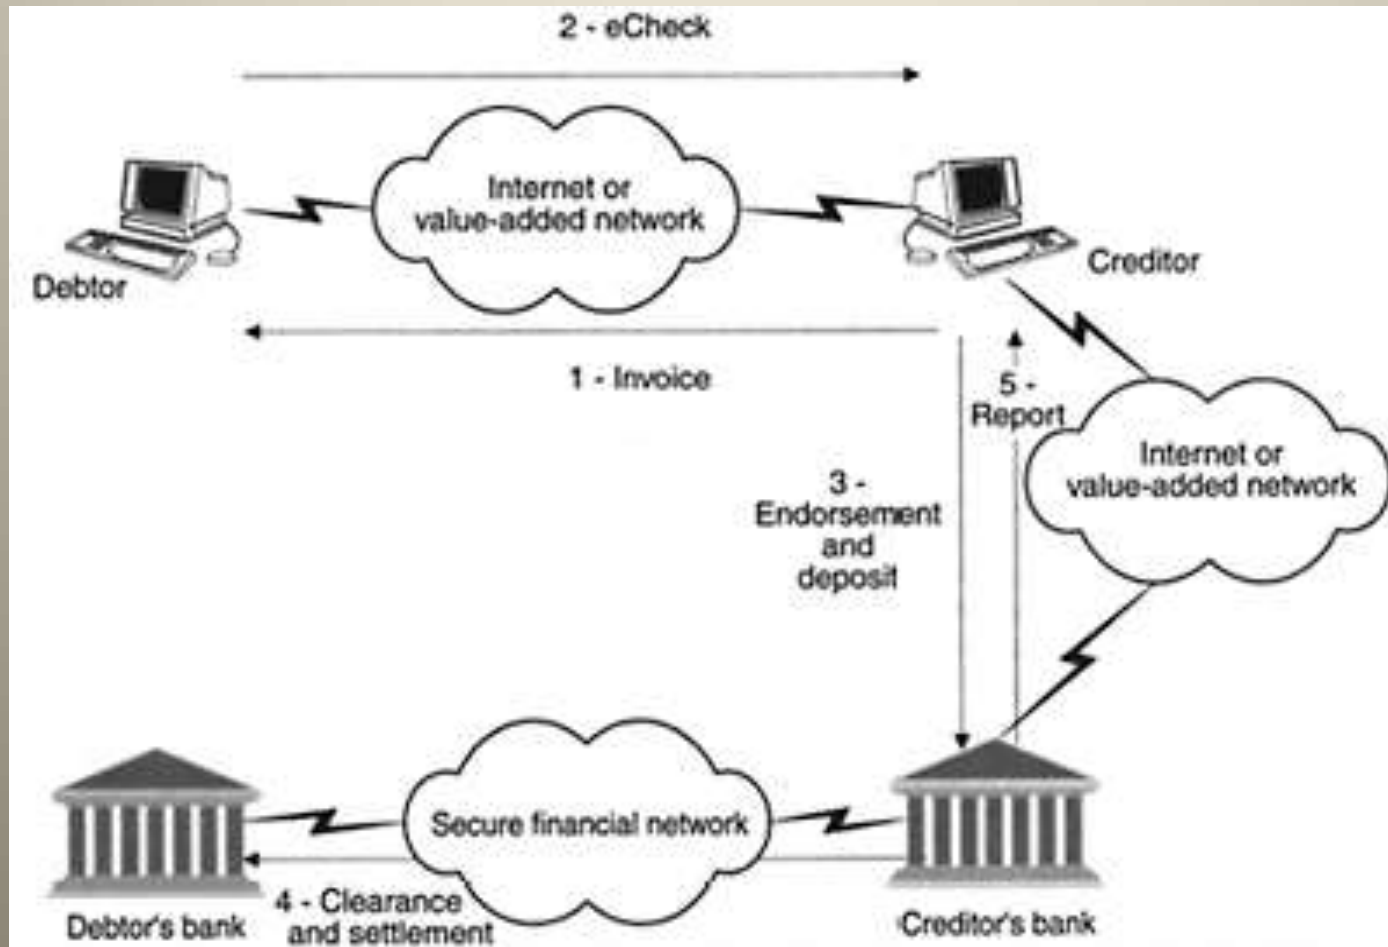 2 - eCheck
Internet or
value-added network
Debtor
Creditor
1 - Invoice
5 -
Report
Internet or
value-added network
3 -
Endorsement
and
deposit
Secure financial network
4 - Clearance
and settlement
Debtor's bank
Creditor's bank